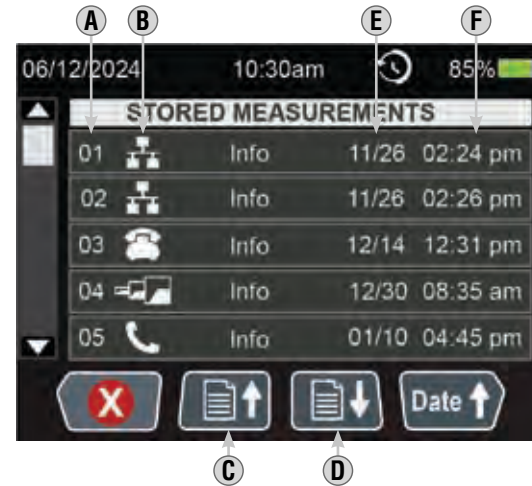 A B E F
06/12/2024 10:30am 85%
STORED MEASUREMENTS
01 Info 11/26 02:24 pm
02 Info 11/26 02:26 pm
03 Info 12/14 12:31 pm
04 Info 12/30 08:35 am
05 Info 01/10 04:45 pm
X Date
C D